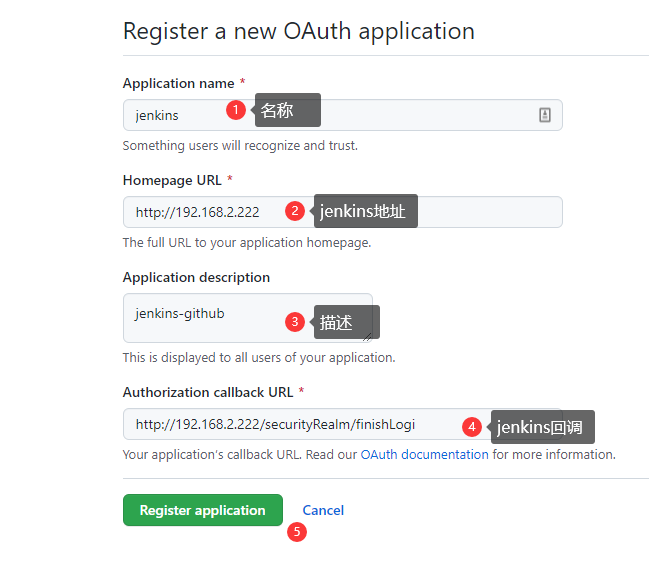 Register a new OAuth application
Application name *
jenkins
1 名称
Something users will recognize and trust.
Homepage URL *
http://192.168.2.222
2 jenkins地址
The full URL to your application homepage.
Application description
jenkins-github
3 描述
This is displayed to all users of your application.
Authorization callback URL *
http://192.168.2.222/securityRealm/finishLogi
4 jenkins回调
Your application's callback URL. Read our OAuth documentation for more information.
Register application Cancel
5